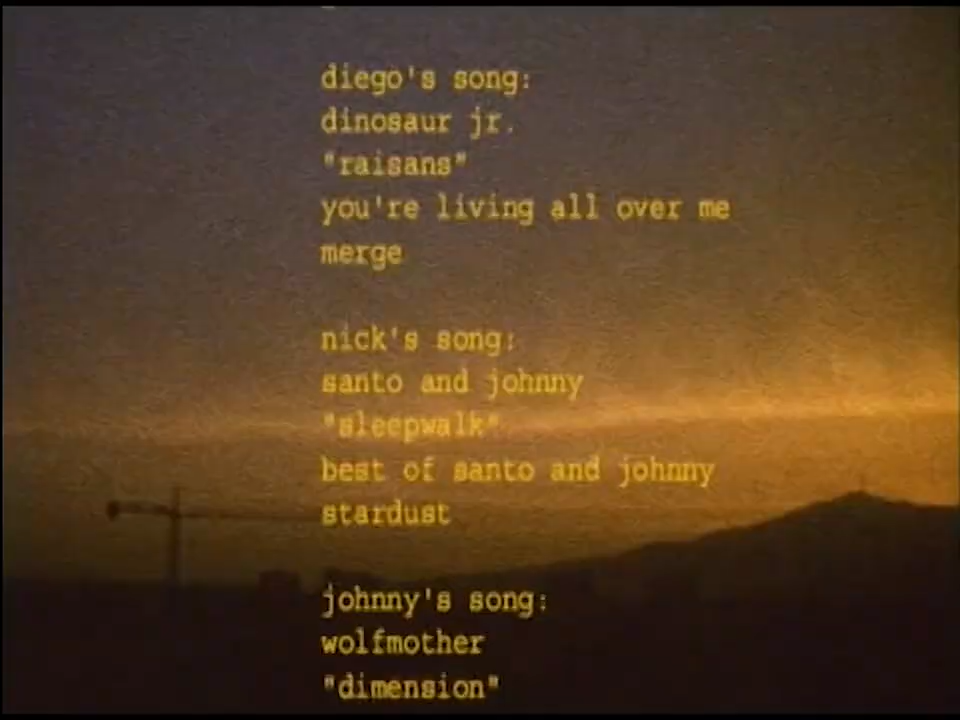 diego's song:
dinosaur jr.
"raisans"
you're living all over me
merge
nick's song:
santo and johnny
"sleepwalk"
best of santo and johnny
stardust
johnny's song:
wolfmother
"dimension"